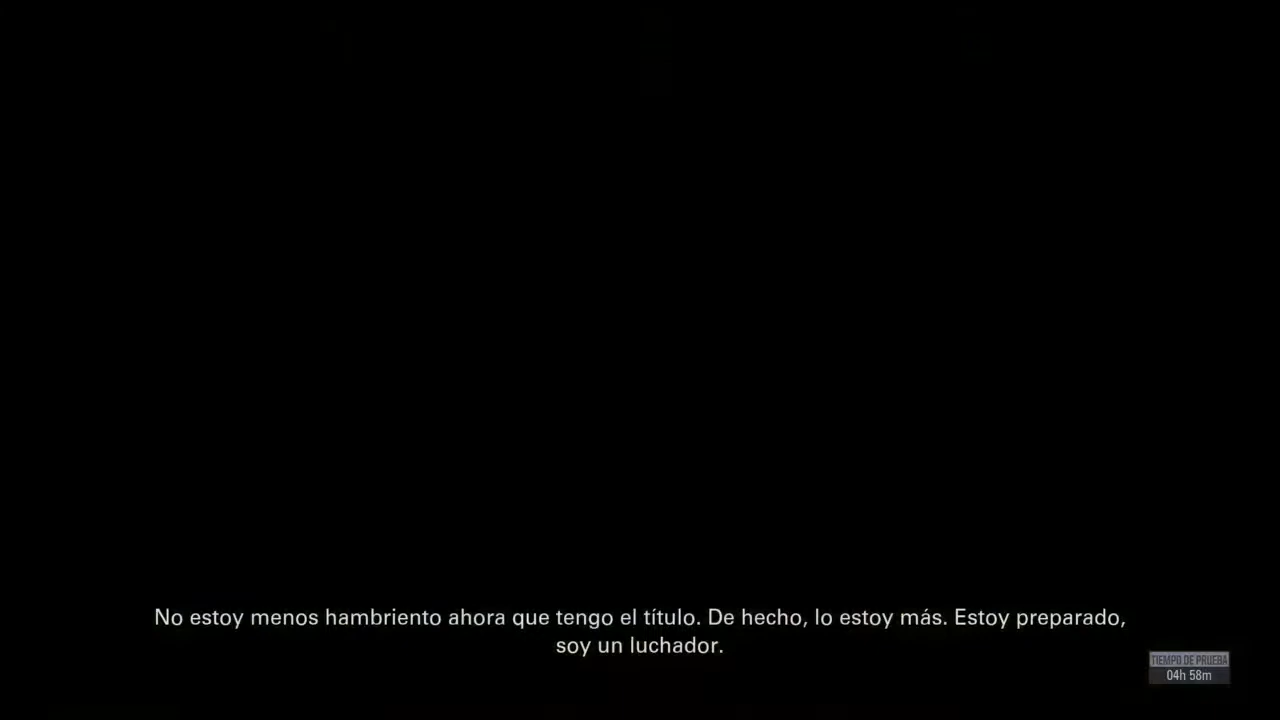 No estoy menos hambriento ahora que tengo el título. De hecho, lo estoy más. Estoy preparado,
soy un luchador.
TIEMPO DE PRUEBA
04h 58m